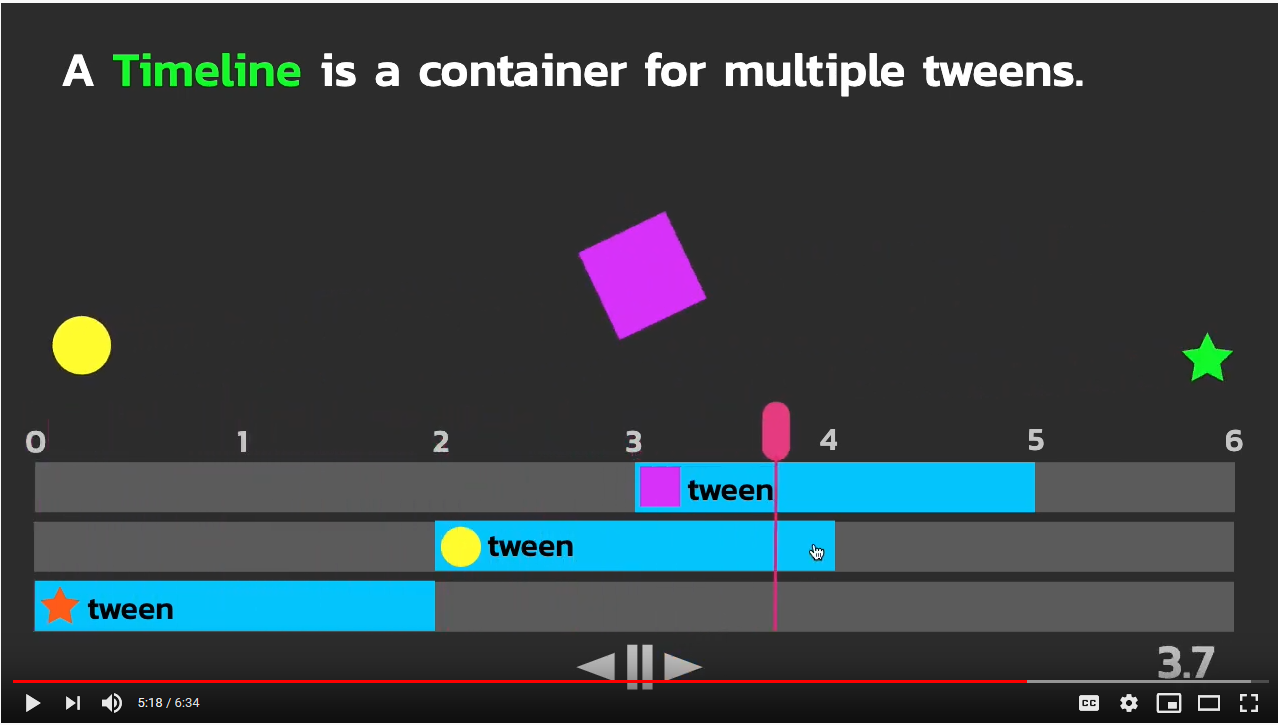 A Timeline is a container for multiple tweens.
0 1 2 3 4 5 6
tween
tween
tween
3.7
5:18 / 6:34
CC